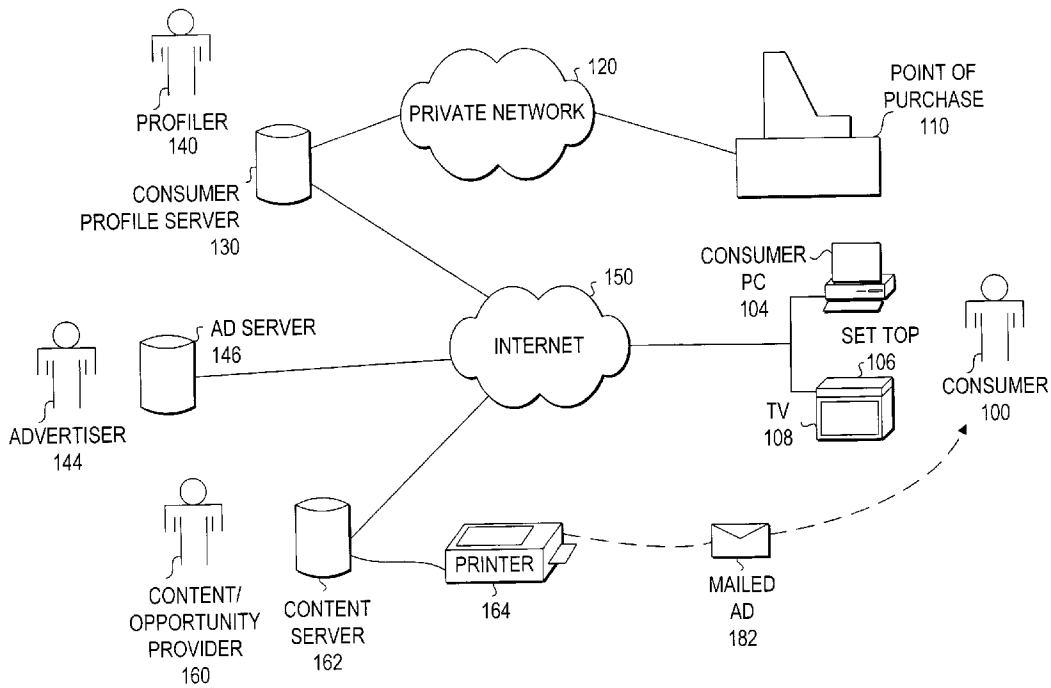 120
PRIVATE NETWORK
POINT OF
PURCHASE
110
PROFILER
140
CONSUMER
PROFILE SERVER
130
150
INTERNET
CONSUMER
PC
104
SET TOP
106
TV
108
CONSUMER
100
AD SERVER
146
ADVERTISER
144
CONTENT/
OPPORTUNITY
PROVIDER
160
CONTENT
SERVER
162
PRINTER
164
MAILED
AD
182